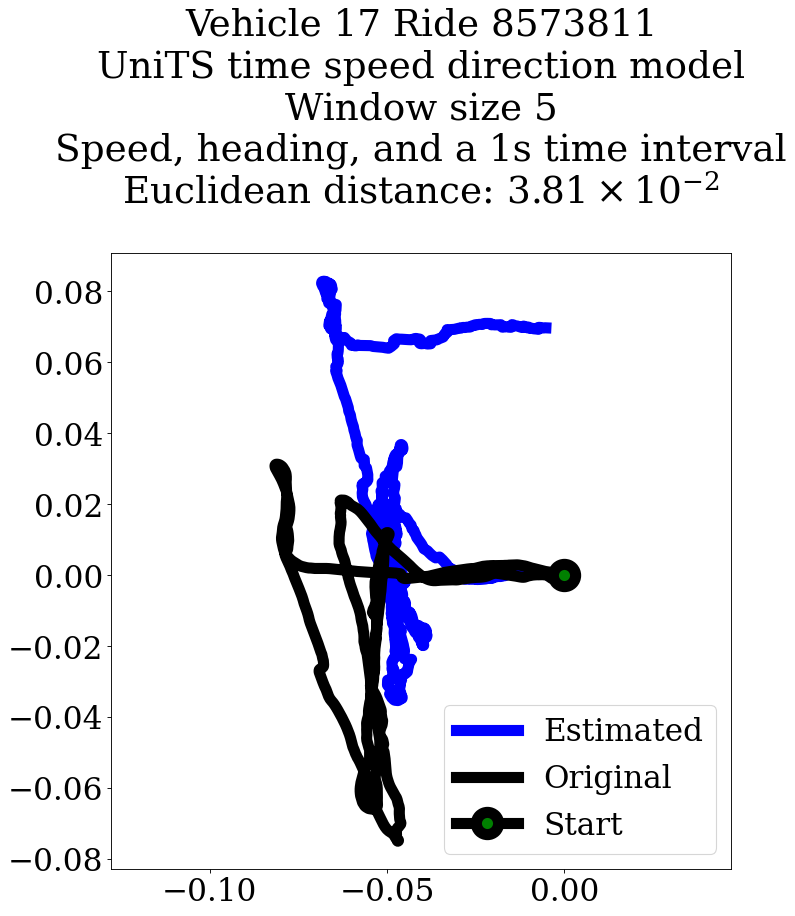 Vehicle 17 Ride 8573811
UniTS time speed direction model
Window size 5
Speed, heading, and a 1s time interval
Euclidean distance: 3.81 × 10⁻²
0.08
0.06
0.04
0.02
0.00
−0.02
−0.04
−0.06
−0.08
−0.10
−0.05
0.00
Estimated
Original
Start